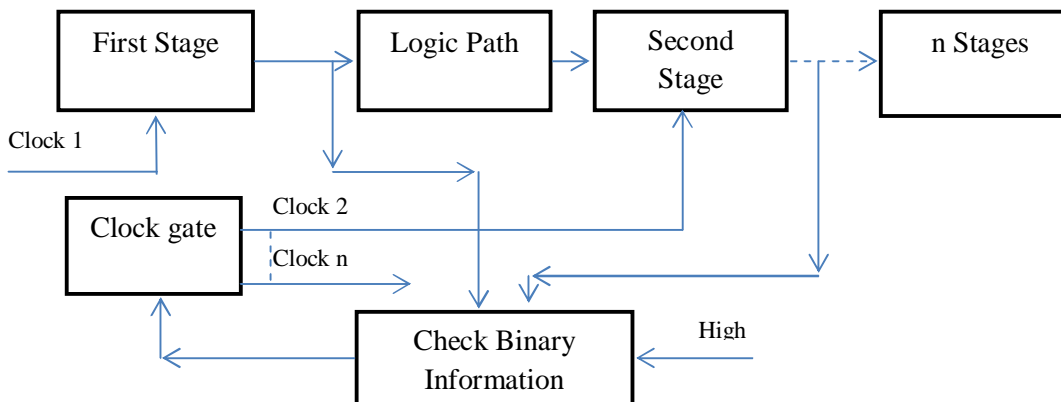 First Stage
Logic Path
Second
Stage
n Stages
Clock 1
Clock gate
Clock 2
Clock n
Check Binary
Information
High